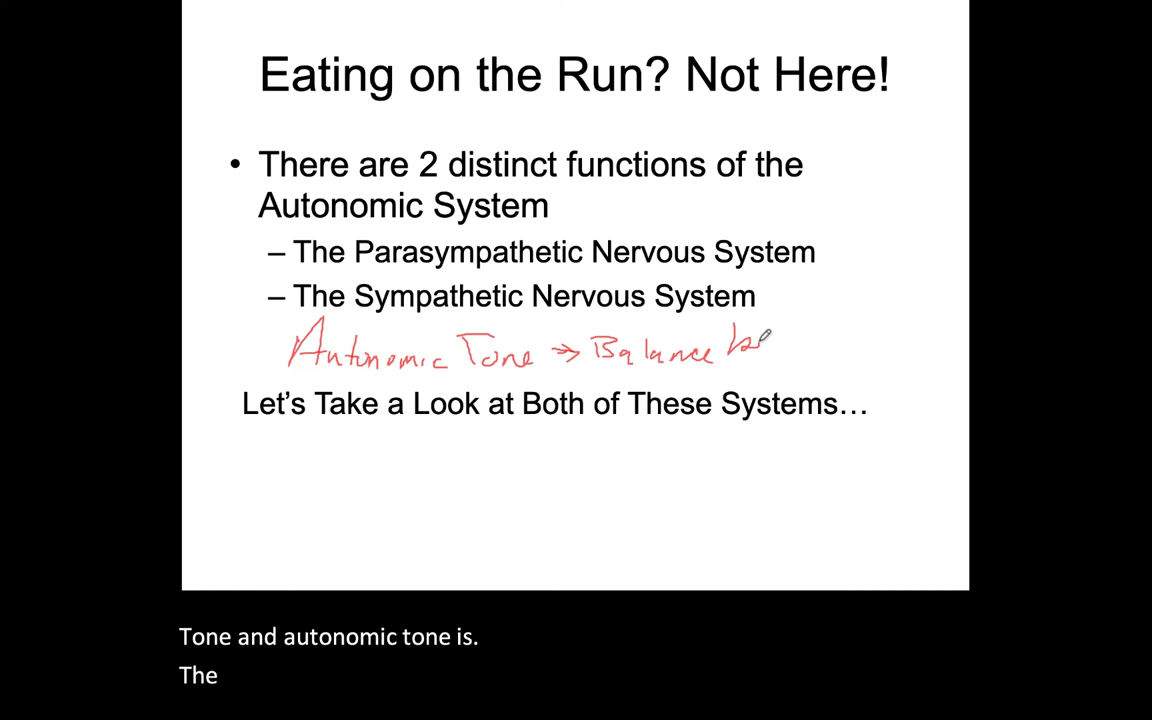 Eating on the Run? Not Here!
• There are 2 distinct functions of the
Autonomic System
– The Parasympathetic Nervous System
– The Sympathetic Nervous System
Autonomic Tone → Balance
Let's Take a Look at Both of These Systems…
Tone and autonomic tone is.
The